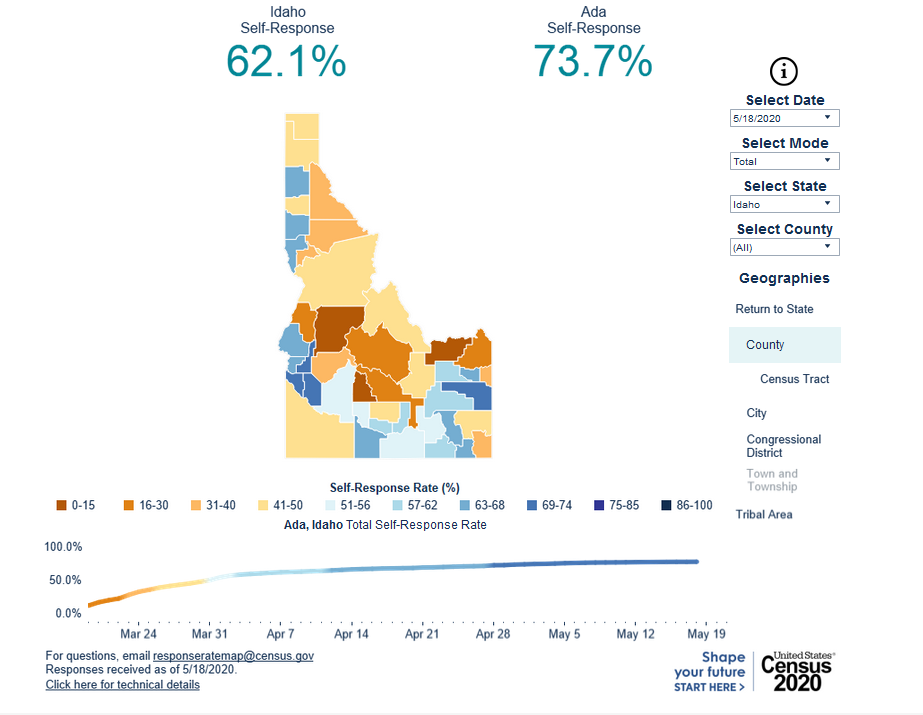 Idaho
Self-Response
62.1%
Ada
Self-Response
73.7%
i
Select Date
5/18/2020
Select Mode
Total
Select State
Idaho
Select County
(All)
Geographies
Return to State
County
Census Tract
City
Congressional
District
Town and
Township
Tribal Area
Self-Response Rate (%)
0-15 16-30 31-40 41-50 51-56 57-62 63-68 69-74 75-85 86-100
Ada, Idaho Total Self-Response Rate
100.0%
50.0%
0.0%
Mar 24 Mar 31 Apr 7 Apr 14 Apr 21 Apr 28 May 5 May 12 May 19
For questions, email responseratemap@census.gov
Responses received as of 5/18/2020.
Click here for technical details
Shape
your future
START HERE >
United States®
Census
2020